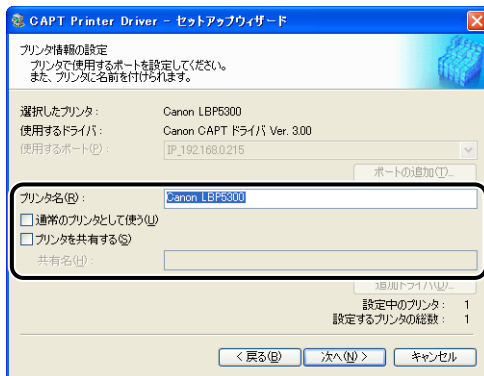 CAPT Printer Driver - セットアップウィザード
プリンタ情報の設定
プリンタで使用するポートを設定してください。
また、プリンタに名前を付けられます。
選択したプリンタ： Canon LBP5300
使用するドライバ： Canon CAPT ドライバ Ver. 3.00
使用するポート(P)： IP_192.168.0.215
ポートの追加(T)...
プリンタ名(R)： Canon LBP5300
通常のプリンタとして使う(U)
プリンタを共有する(S)
共有名(H)：
追加ドライバ(D)...
設定中のプリンタ： 1
設定するプリンタの総数： 1
< 戻る(B) 次へ(N) > キャンセル